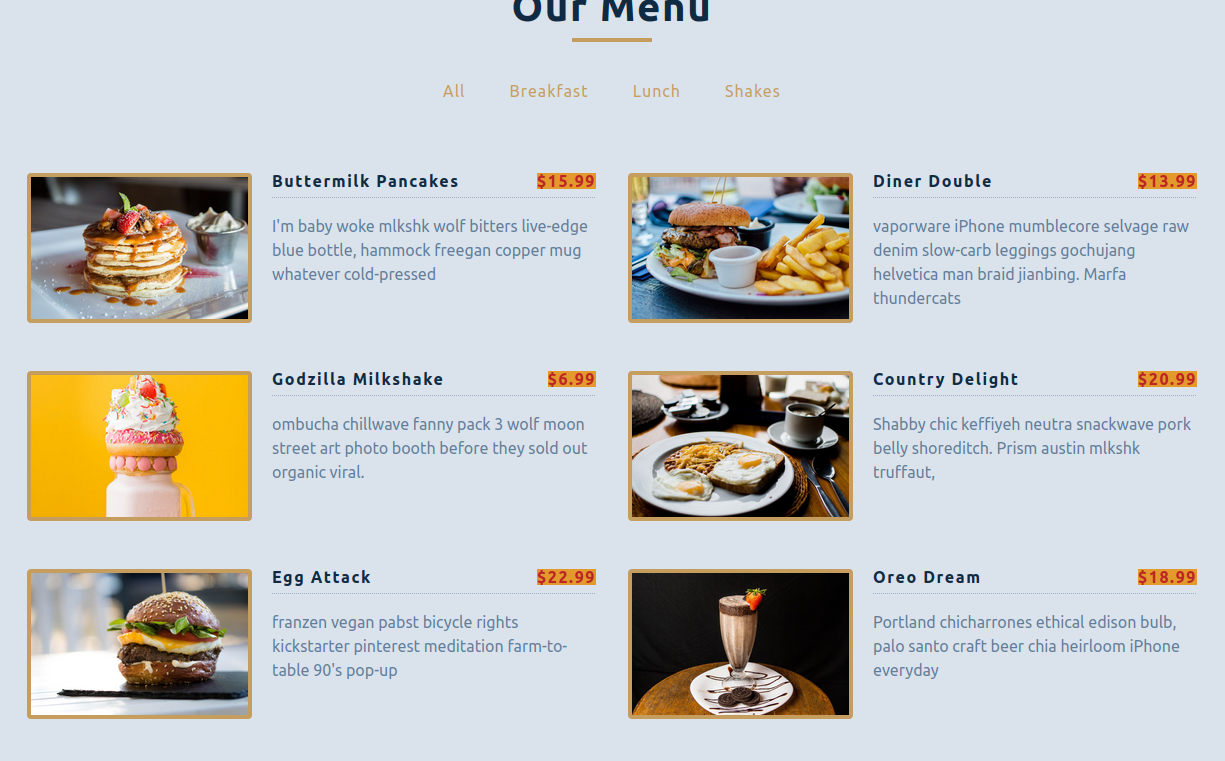 Our Menu
All Breakfast Lunch Shakes
Buttermilk Pancakes $15.99
I'm baby woke mlkshk wolf bitters live-edge
blue bottle, hammock freegan copper mug
whatever cold-pressed
Diner Double $13.99
vaporware iPhone mumblecore selvage raw
denim slow-carb leggings gochujang
helvetica man braid jianbing. Marfa
thundercats
Godzilla Milkshake $6.99
ombucha chillwave fanny pack 3 wolf moon
street art photo booth before they sold out
organic viral.
Country Delight $20.99
Shabby chic keffiyeh neutra snackwave pork
belly shoreditch. Prism austin mlkshk
truffaut,
Egg Attack $22.99
franzen vegan pabst bicycle rights
kickstarter pinterest meditation farm-to-
table 90's pop-up
Oreo Dream $18.99
Portland chicharrones ethical edison bulb,
palo santo craft beer chia heirloom iPhone
everyday